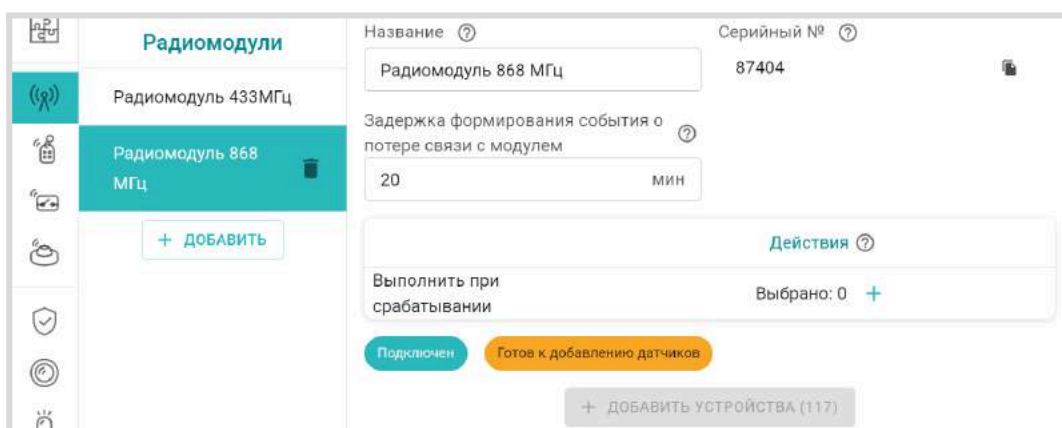 Радиомодули
Радиомодуль 433МГц
Радиомодуль 868
МГц
+ ДОБАВИТЬ
Название
Серийный №
Радиомодуль 868 МГц
87404
Задержка формирования события о
потере связи с модулем
20 мин
Действия
Выполнить при
срабатывании
Выбрано: 0 +
Подключен
Готов к добавлению датчиков
+ ДОБАВИТЬ УСТРОЙСТВА (117)